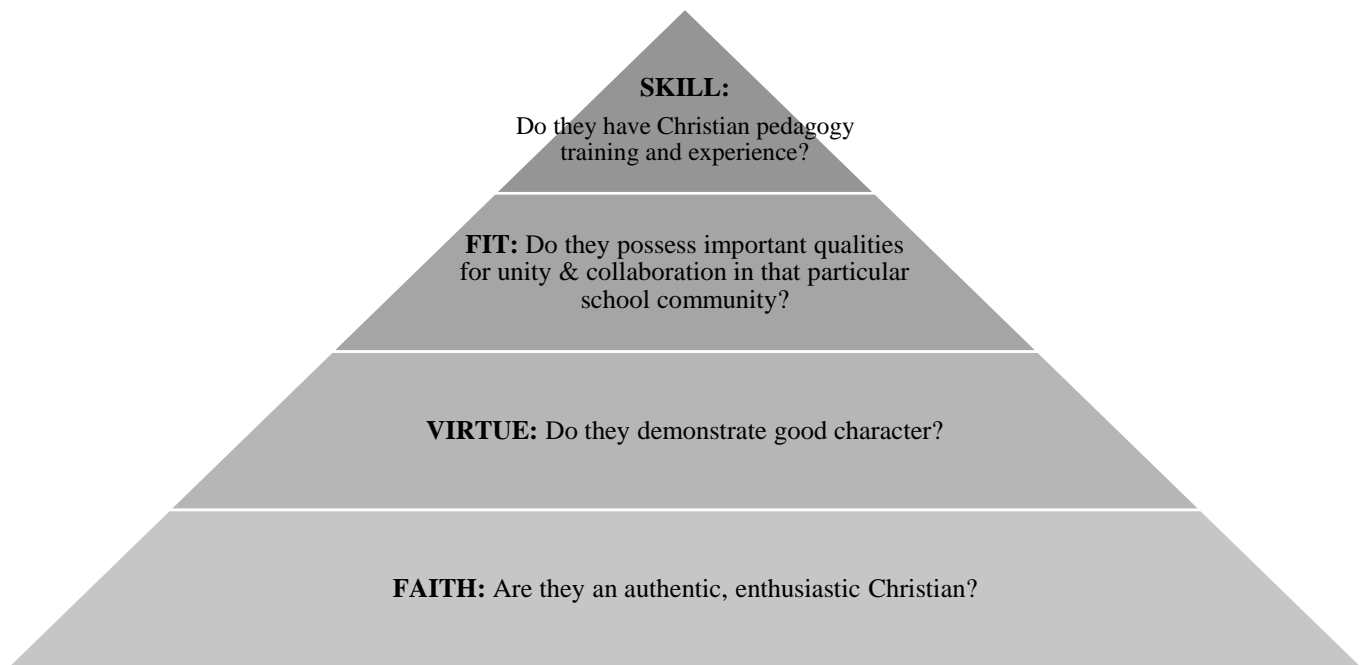 SKILL:
Do they have Christian pedagogy
training and experience?
FIT: Do they possess important qualities
for unity & collaboration in that particular
school community?
VIRTUE: Do they demonstrate good character?
FAITH: Are they an authentic, enthusiastic Christian?